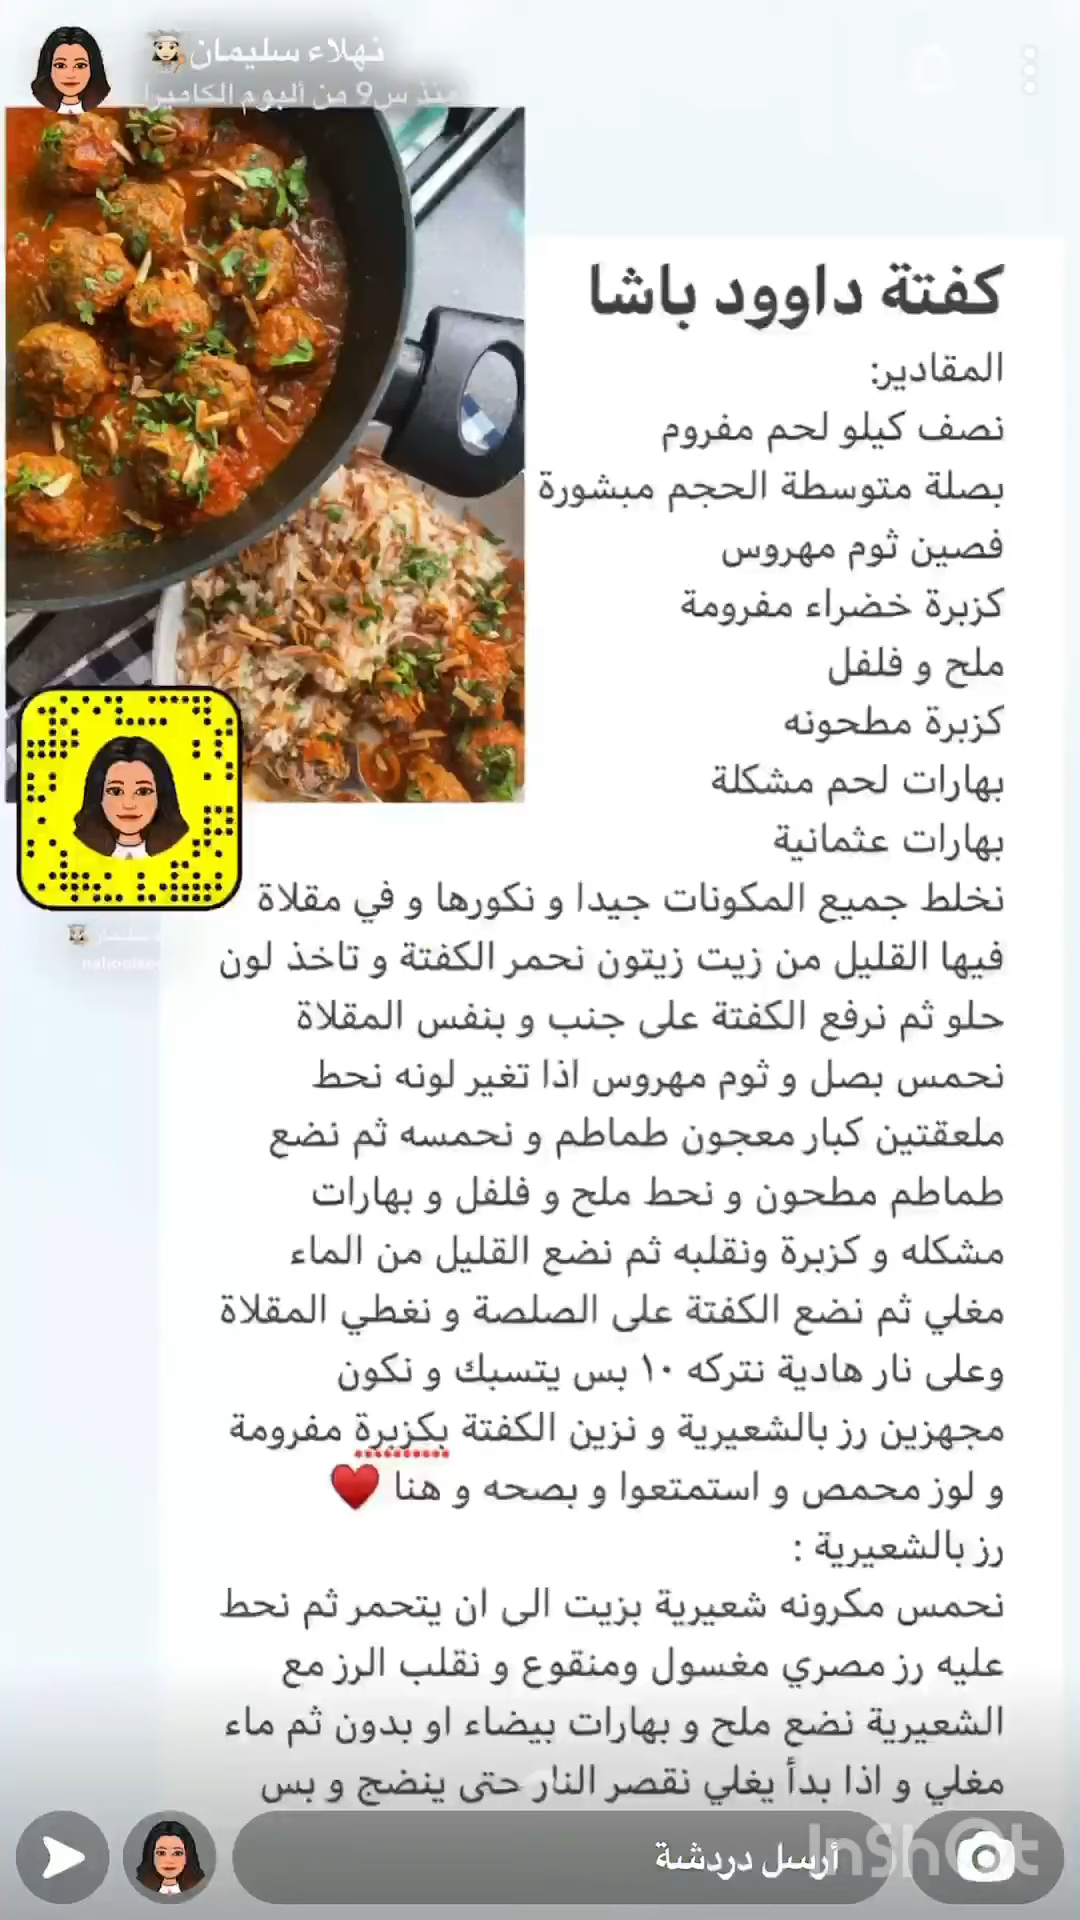 نهلاء سليمان
منذ س9 من ألبوم الكاميرا
كفتة داوود باشا
المقادير:
نصف كيلو لحم مفروم
بصلة متوسطة الحجم مبشورة
فصين ثوم مهروس
كزبرة خضراء مفرومة
ملح و فلفل
كزبرة مطحونه
بهارات لحم مشكلة
بهارات عثمانية
نخلط جميع المكونات جيدا و نكورها و في مقلاة
فيها القليل من زيت زيتون نحمر الكفتة و تاخذ لون
حلو ثم نرفع الكفتة على جنب و بنفس المقلاة
نحمس بصل و ثوم مهروس اذا تغير لونه نحط
ملعقتين كبار معجون طماطم و نحمسه ثم نضع
طماطم مطحون و نحط ملح و فلفل و بهارات
مشكله و كزبرة ونقلبه ثم نضع القليل من الماء
مغلي ثم نضع الكفتة على الصلصة و نغطي المقلاة
وعلى نار هادية نتركه ١٠ بس يتسبك و نكون
مجهزين رز بالشعيرية و نزين الكفتة بكزبرة مفرومة
و لوز محمص و استمتعوا و بصحه و هنا ♥️
رز بالشعيرية :
نحمس مكرونه شعيرية بزيت الى ان يتحمر ثم نحط
عليه رز مصري مغسول ومنقوع و نقلب الرز مع
الشعيرية نضع ملح و بهارات بيضاء او بدون ثم ماء
مغلي و اذا بدأ يغلي نقصر النار حتى ينضج و بس
أرسل دردشة
InShot